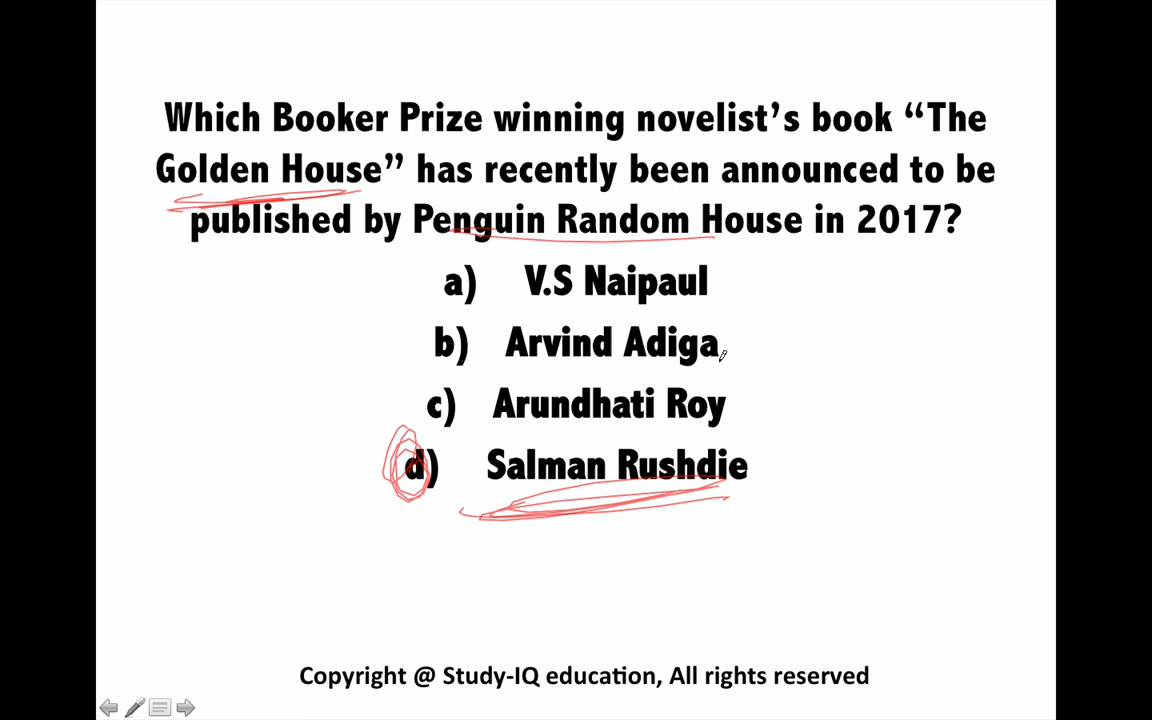 Which Booker Prize winning novelist’s book “The
Golden House” has recently been announced to be
published by Penguin Random House in 2017?
a) V.S Naipaul
b) Arvind Adiga
c) Arundhati Roy
d) Salman Rushdie
Copyright @ Study-IQ education, All rights reserved